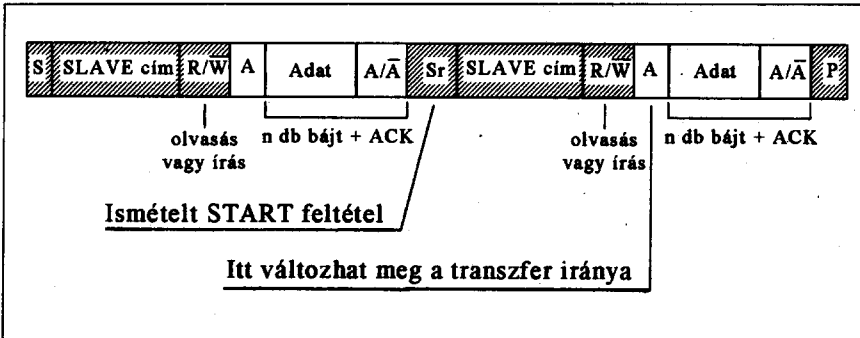 S SLAVE cím R/W̅ A Adat A/A̅ Sr SLAVE cím R/W̅ A Adat A/A̅ P
olvasás vagy írás
n db bájt + ACK
olvasás vagy írás
n db bájt + ACK
Ismételt START feltétel
Itt változhat meg a transzfer iránya